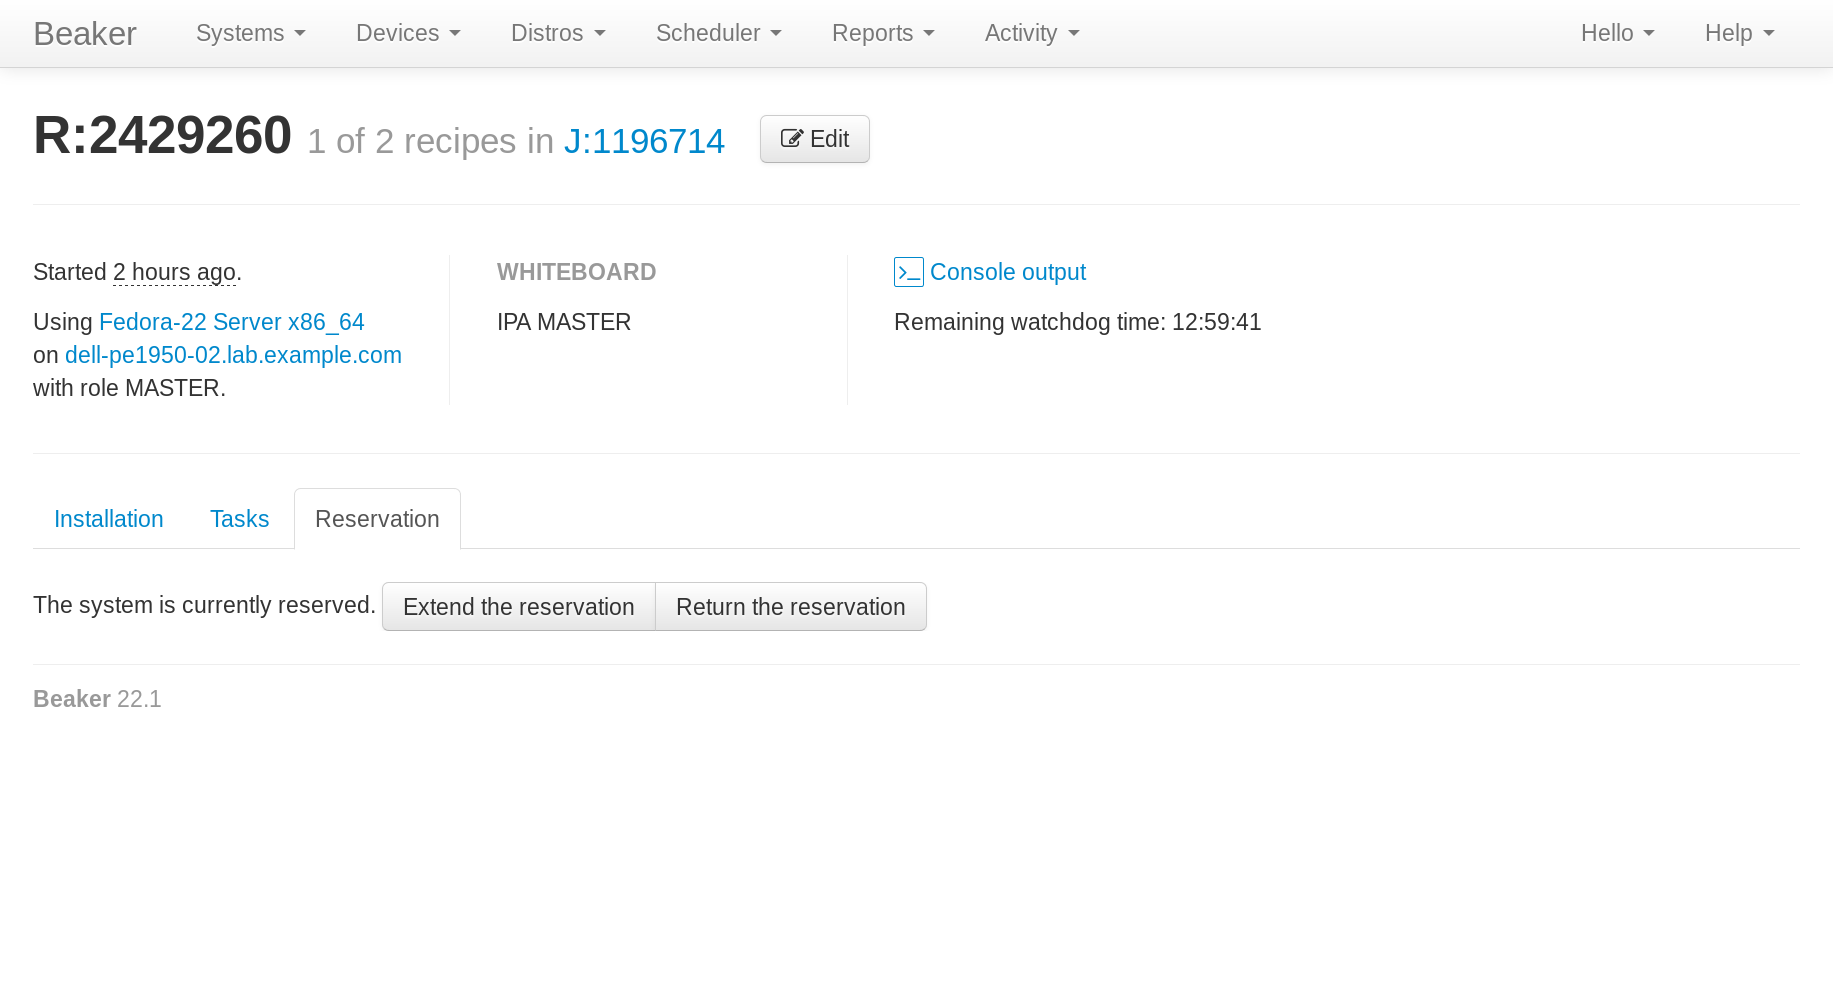 Beaker Systems Devices Distros Scheduler Reports Activity Hello Help
R:2429260 1 of 2 recipes in J:1196714 Edit
Started 2 hours ago.
Using Fedora-22 Server x86_64
on dell-pe1950-02.lab.example.com
with role MASTER.
WHITEBOARD
IPA MASTER
Console output
Remaining watchdog time: 12:59:41
Installation Tasks Reservation
The system is currently reserved. Extend the reservation Return the reservation
Beaker 22.1